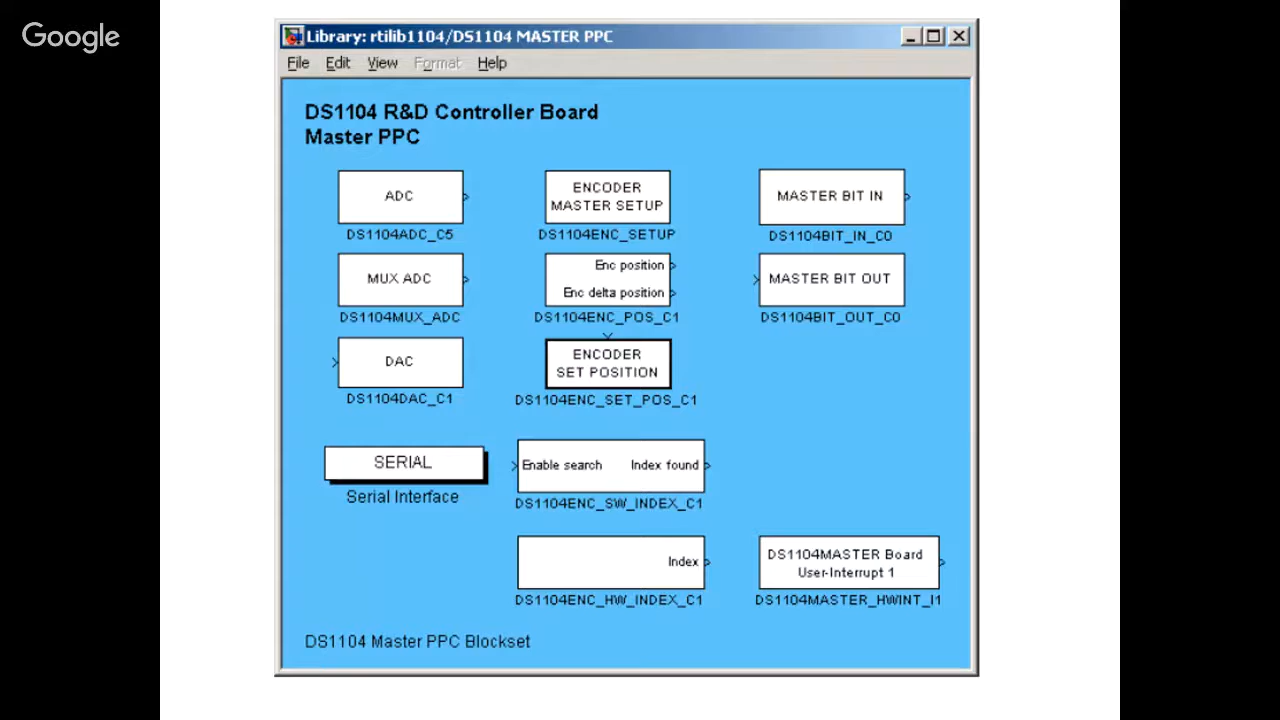 Google
Library: rtilib1104/DS1104 MASTER PPC
File Edit View Format Help
DS1104 R&D Controller Board
Master PPC
ADC
DS1104ADC_C5
ENCODER
MASTER SETUP
DS1104ENC_SETUP
MASTER BIT IN
DS1104BIT_IN_C0
MUX ADC
DS1104MUX_ADC
Enc position
Enc delta position
DS1104ENC_POS_C1
MASTER BIT OUT
DS1104BIT_OUT_C0
DAC
DS1104DAC_C1
ENCODER
SET POSITION
DS1104ENC_SET_POS_C1
SERIAL
Serial Interface
Enable search Index found
DS1104ENC_SW_INDEX_C1
Index
DS1104ENC_HW_INDEX_C1
DS1104MASTER Board
User-Interrupt 1
DS1104MASTER_HWINT_I1
DS1104 Master PPC Blockset